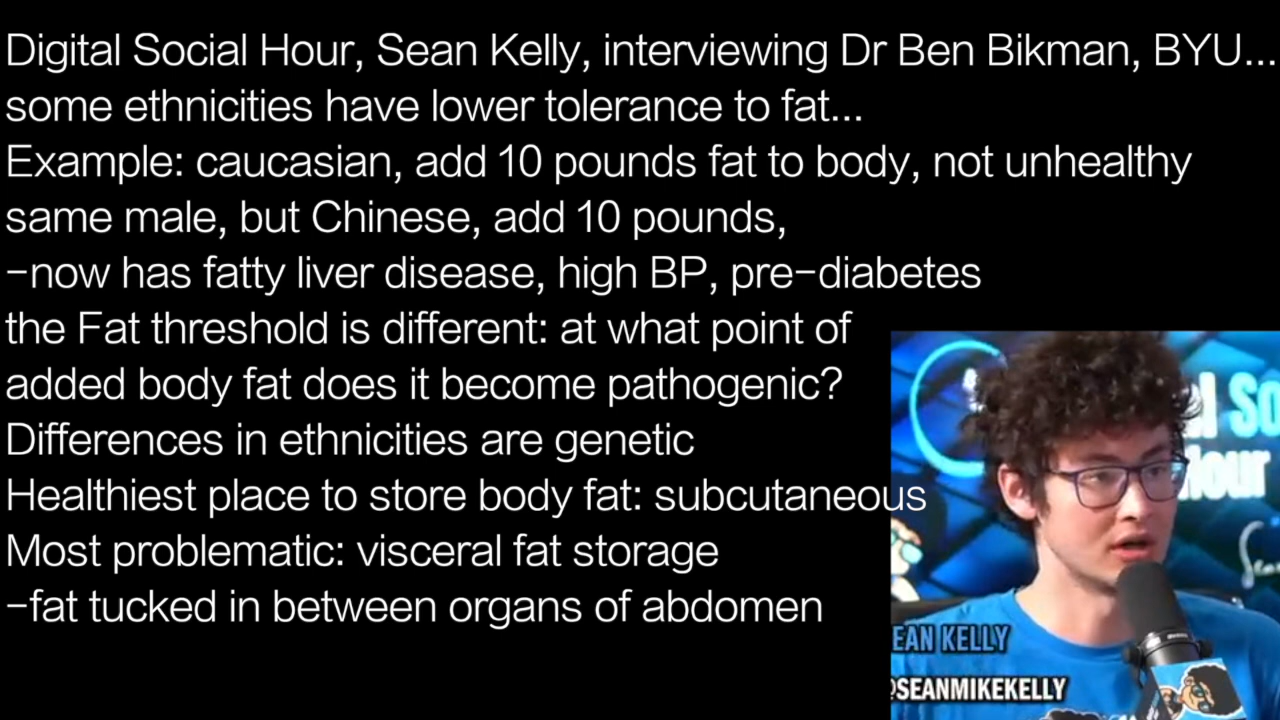 Digital Social Hour, Sean Kelly, interviewing Dr Ben Bikman, BYU...
some ethnicities have lower tolerance to fat...
Example: caucasian, add 10 pounds fat to body, not unhealthy
same male, but Chinese, add 10 pounds,
-now has fatty liver disease, high BP, pre-diabetes
the Fat threshold is different: at what point of
added body fat does it become pathogenic?
Differences in ethnicities are genetic
Healthiest place to store body fat: subcutaneous
Most problematic: visceral fat storage
-fat tucked in between organs of abdomen
l So
Hour
EAN KELLY
@SEANMIKEKELLY